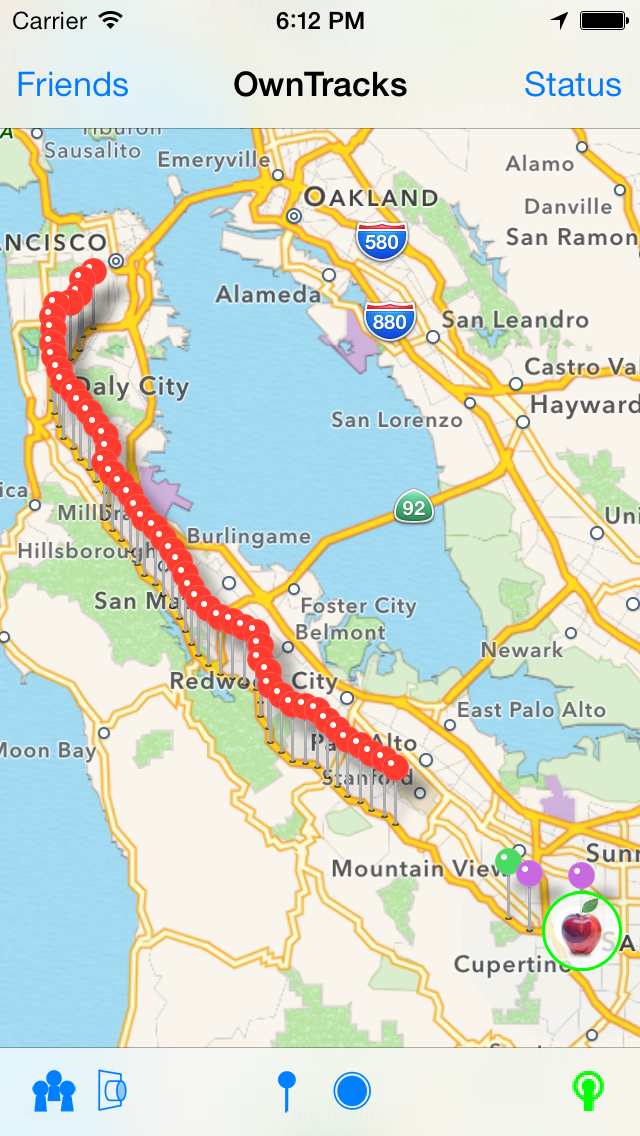 Carrier 6:12 PM
Friends OwnTracks Status
Tiburon
Sausalito
Emeryville
Alamo
OAKLAND
Danville
San Ramon
NCISCO
580
Alameda
880
San Leandro
Daly City
Castro Va
Hayward
San Lorenzo
ica
92
Millbra
Uni
Burlingame
Hillsborough
San Ma
Foster City
Belmont
Newark
Redwo City
East Palo Alto
Moon Bay
Pa Alto
Stanford
Mountain View
Sunn
Cupertino
SA